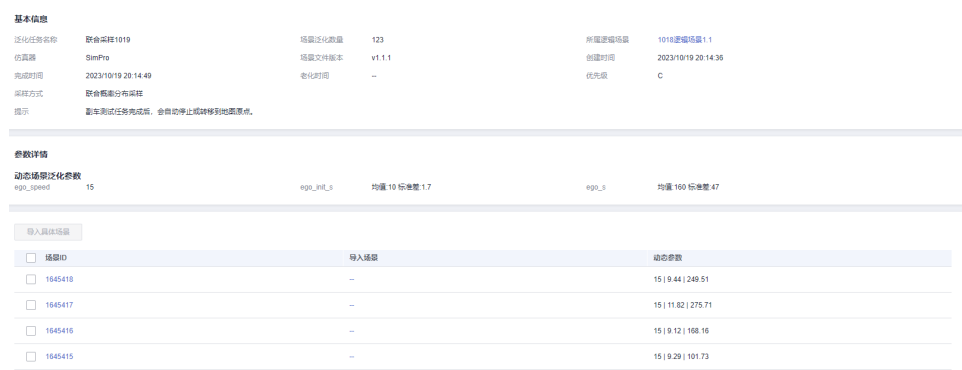 基本信息
泛化任务名称 联合采样1019 场景泛化数量 123 所属逻辑场景 1018逻辑场景1.1
仿真器 SimPro 场景文件版本 v1.1.1 创建时间 2023/10/19 20:14:36
完成时间 2023/10/19 20:14:49 老化时间 -- 优先级 C
采样方式 联合概率分布采样
提示 副车测试任务完成后，会自动停止或转移到地图原点。
参数详情
动态场景泛化参数
ego_speed 15 ego_init_s 均值:10 标准差:1.7 ego_s 均值:160 标准差:47
导入具体场景
场景ID 导入场景 动态参数
1645418 -- 15 | 9.44 | 249.51
1645417 -- 15 | 11.82 | 275.71
1645416 -- 15 | 9.12 | 168.16
1645415 -- 15 | 9.29 | 101.73